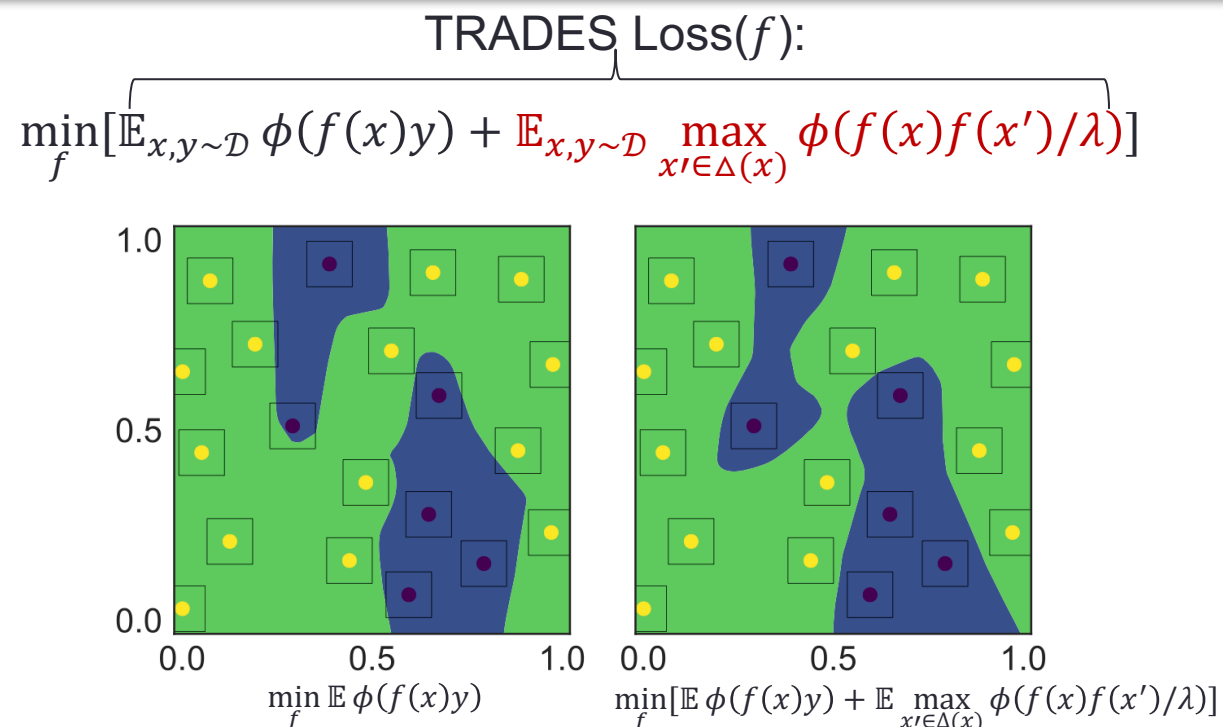 TRADES Loss(f):
min_f [𝔼_{x,y~𝒟} ϕ(f(x)y) + 𝔼_{x,y~𝒟} max_{x′∈Δ(x)} ϕ(f(x)f(x′)/λ)]
1.0
0.5
0.0
0.0 0.5 1.0 0.0 0.5 1.0
min_f 𝔼 ϕ(f(x)y)
min_f [𝔼 ϕ(f(x)y) + 𝔼 max_{x′∈Δ(x)} ϕ(f(x)f(x′)/λ)]